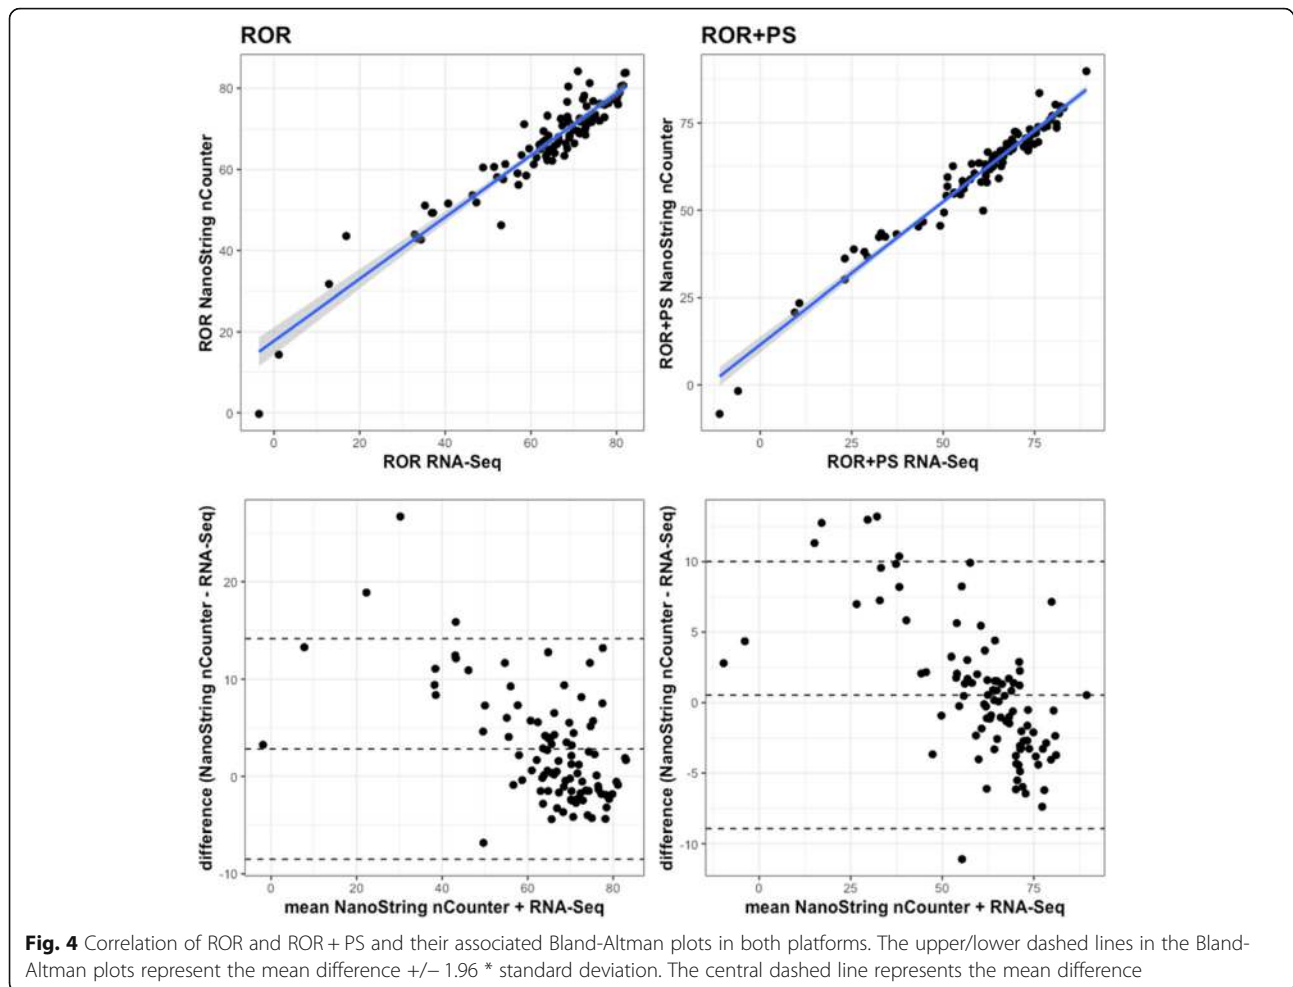 ROR
ROR+PS
ROR NanoString nCounter
80
60
40
20
0
0 20 40 60 80
ROR RNA-Seq
ROR+PS NanoString nCounter
75
50
25
0
0 25 50 75
ROR+PS RNA-Seq
difference (NanoString nCounter - RNA-Seq)
20
10
0
-10
0 20 40 60 80
mean NanoString nCounter + RNA-Seq
difference (NanoString nCounter - RNA-Seq)
10
5
0
-5
-10
0 25 50 75
mean NanoString nCounter + RNA-Seq
Fig. 4 Correlation of ROR and ROR + PS and their associated Bland-Altman plots in both platforms. The upper/lower dashed lines in the Bland-
Altman plots represent the mean difference +/− 1.96 * standard deviation. The central dashed line represents the mean difference